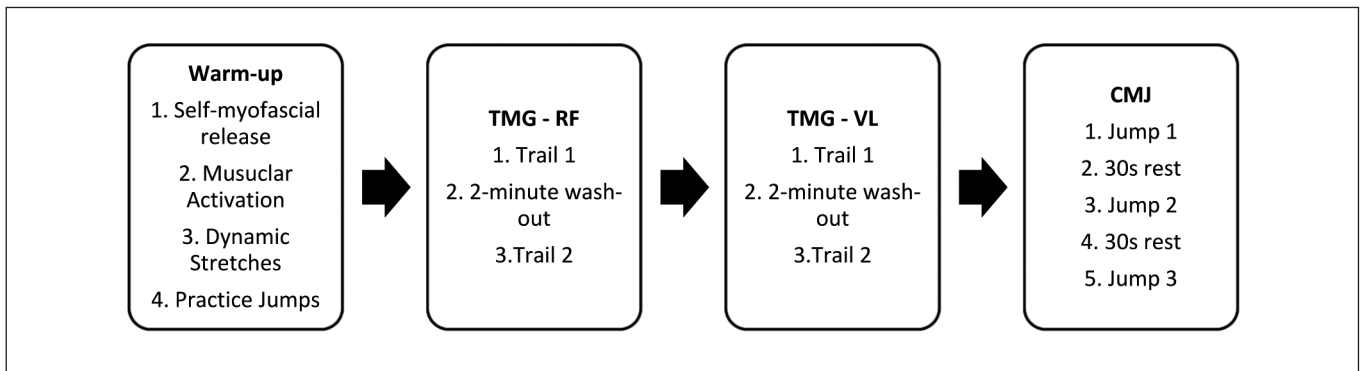 Warm-up
1. Self-myofascial
release
2. Musuclar
Activation
3. Dynamic
Stretches
4. Practice Jumps
TMG - RF
1. Trail 1
2. 2-minute wash-
out
3.Trail 2
TMG - VL
1. Trail 1
2. 2-minute wash-
out
3.Trail 2
CMJ
1. Jump 1
2. 30s rest
3. Jump 2
4. 30s rest
5. Jump 3